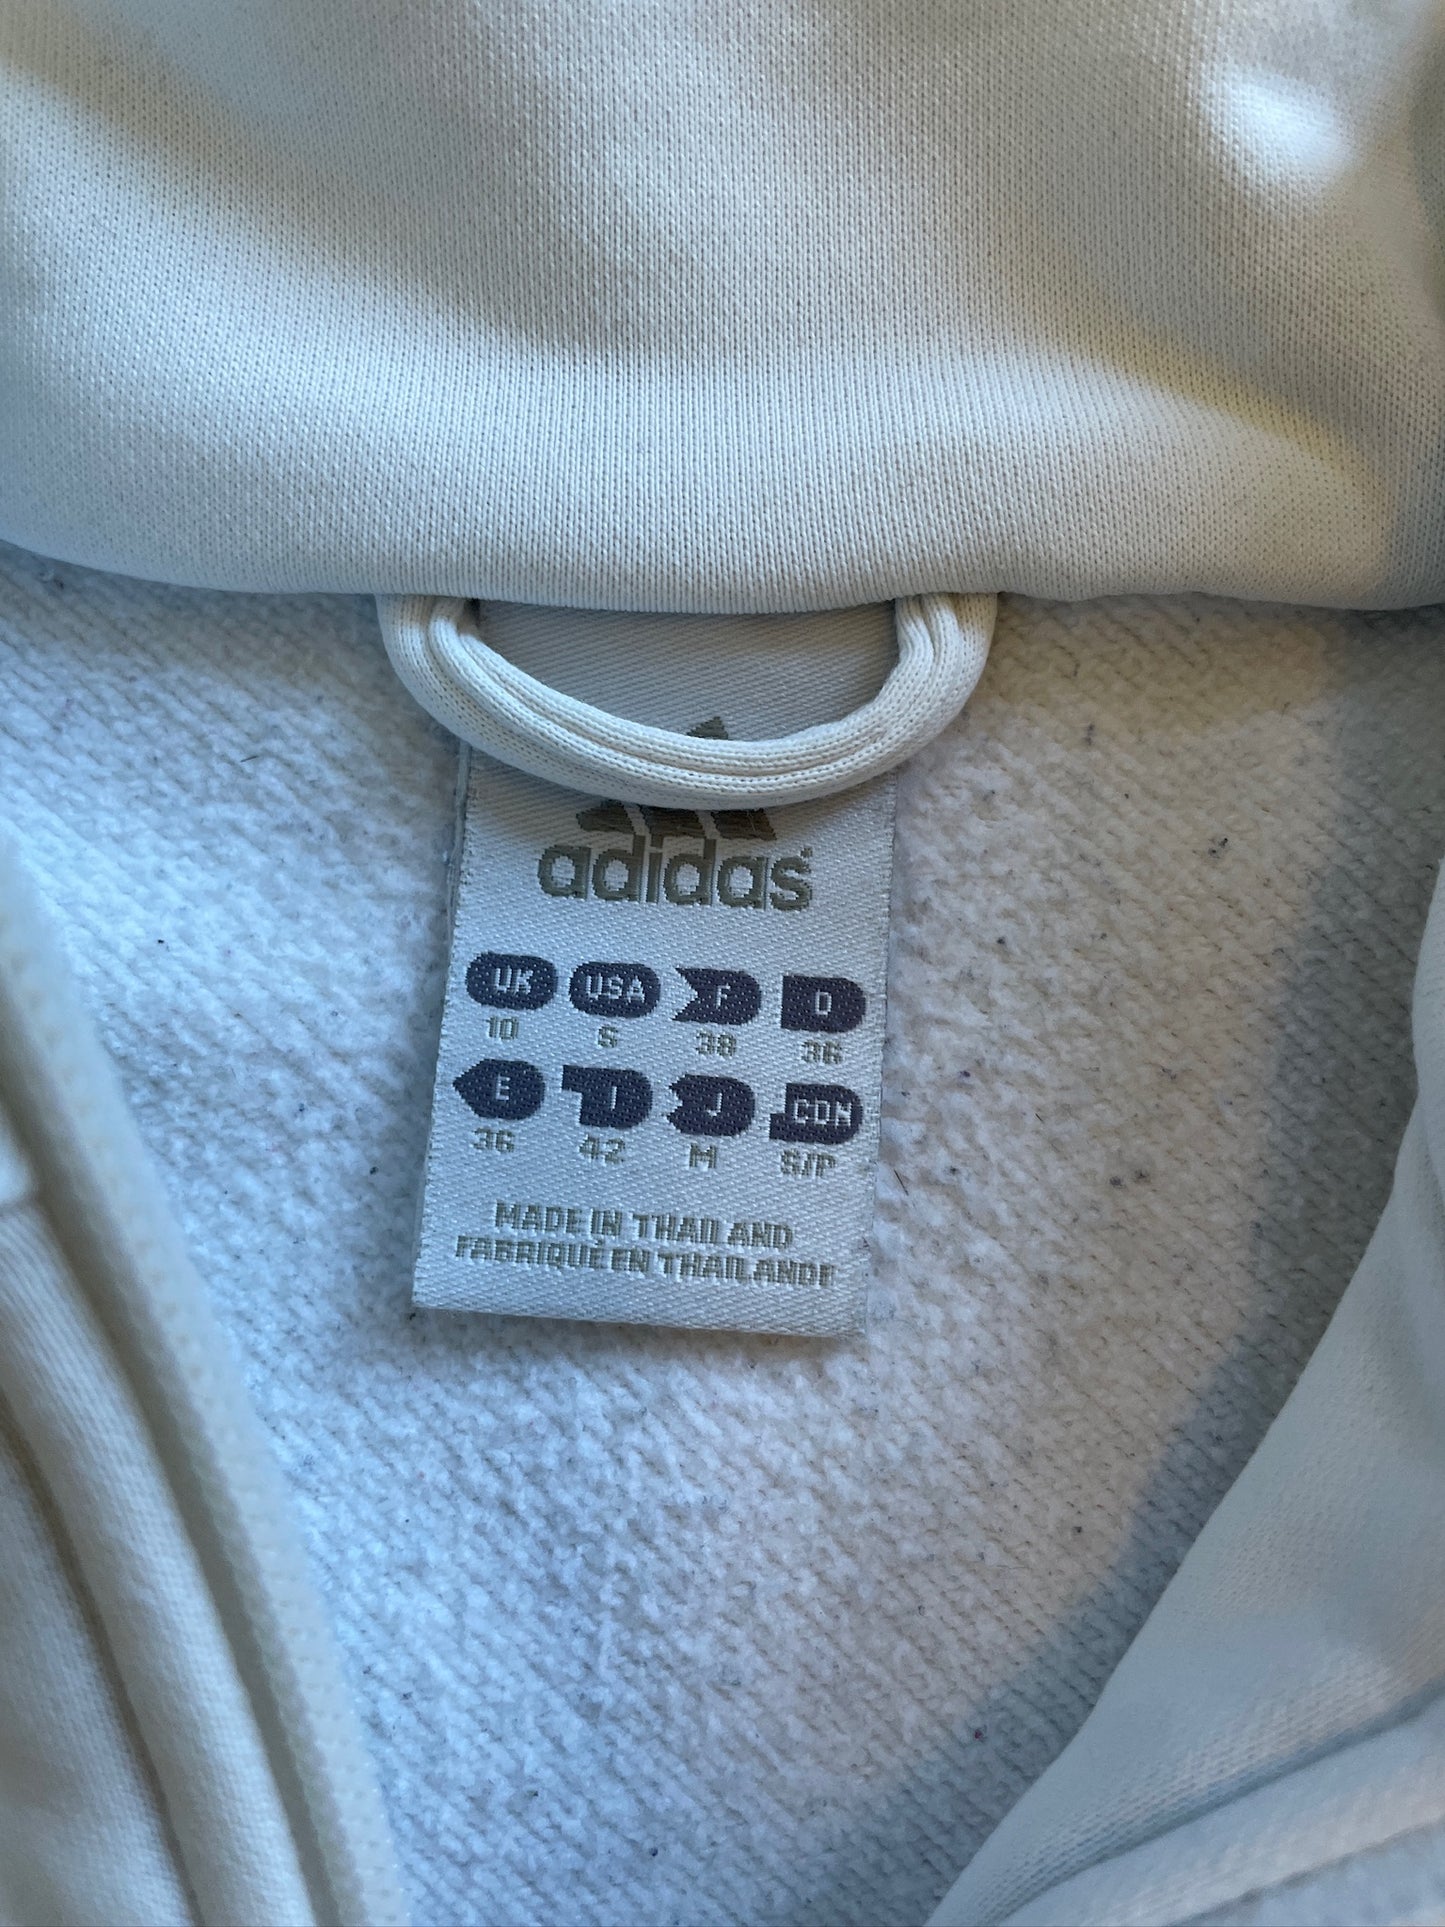 adidas®
UK USA F D
10 S 38 36
E I J CDN
36 42 M S/P
MADE IN THAILAND
FABRIQUÉ EN THAILANDE